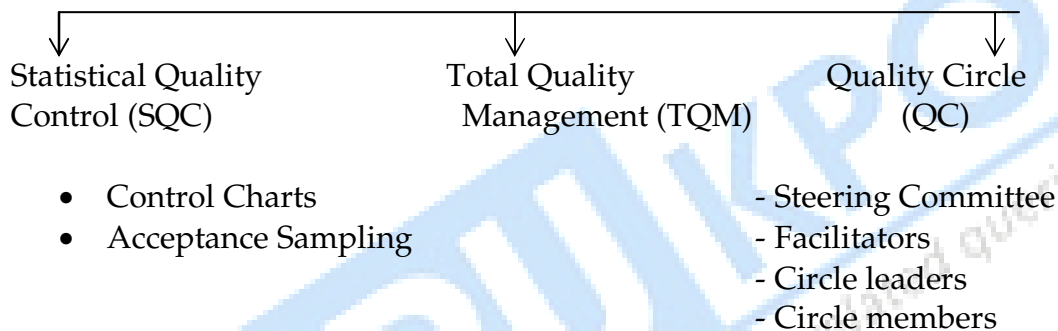 Statistical Quality
Control (SQC)
Total Quality
Management (TQM)
Quality Circle
(QC)
• Control Charts
• Acceptance Sampling
- Steering Committee
- Facilitators
- Circle leaders
- Circle members